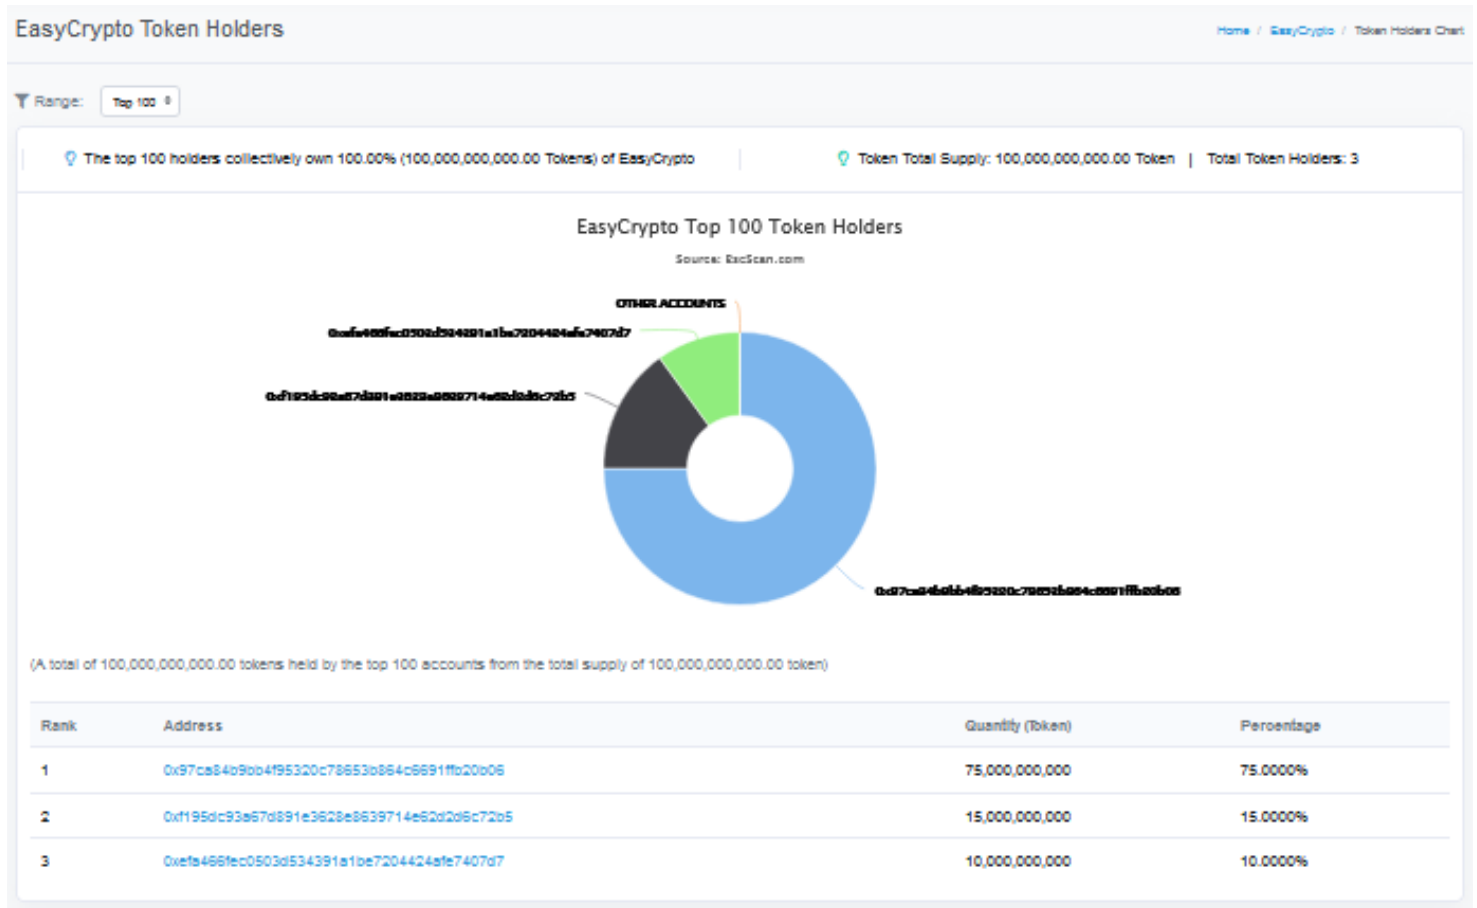 EasyCrypto Token Holders
Home / EasyCrypto / Token Holders Chart
Range: Top 100
The top 100 holders collectively own 100.00% (100,000,000,000.00 Tokens) of EasyCrypto
Token Total Supply: 100,000,000,000.00 Token | Total Token Holders: 3
EasyCrypto Top 100 Token Holders
Source: ExcScan.com
OTHER ACCOUNTS
0xefa466fec0503d534391a1be7204424afe7407d7
0xf195dc93a67d891e3628e8639714e62d2d6c72b5
0x97ca84b9bb4f95320c78653b864c6691ffb20b06
(A total of 100,000,000,000.00 tokens held by the top 100 accounts from the total supply of 100,000,000,000.00 token)
Rank Address Quantity (Token) Percentage
1 0x97ca84b9bb4f95320c78653b864c6691ffb20b06 75,000,000,000 75.0000%
2 0xf195dc93a67d891e3628e8639714e62d2d6c72b5 15,000,000,000 15.0000%
3 0xefa466fec0503d534391a1be7204424afe7407d7 10,000,000,000 10.0000%